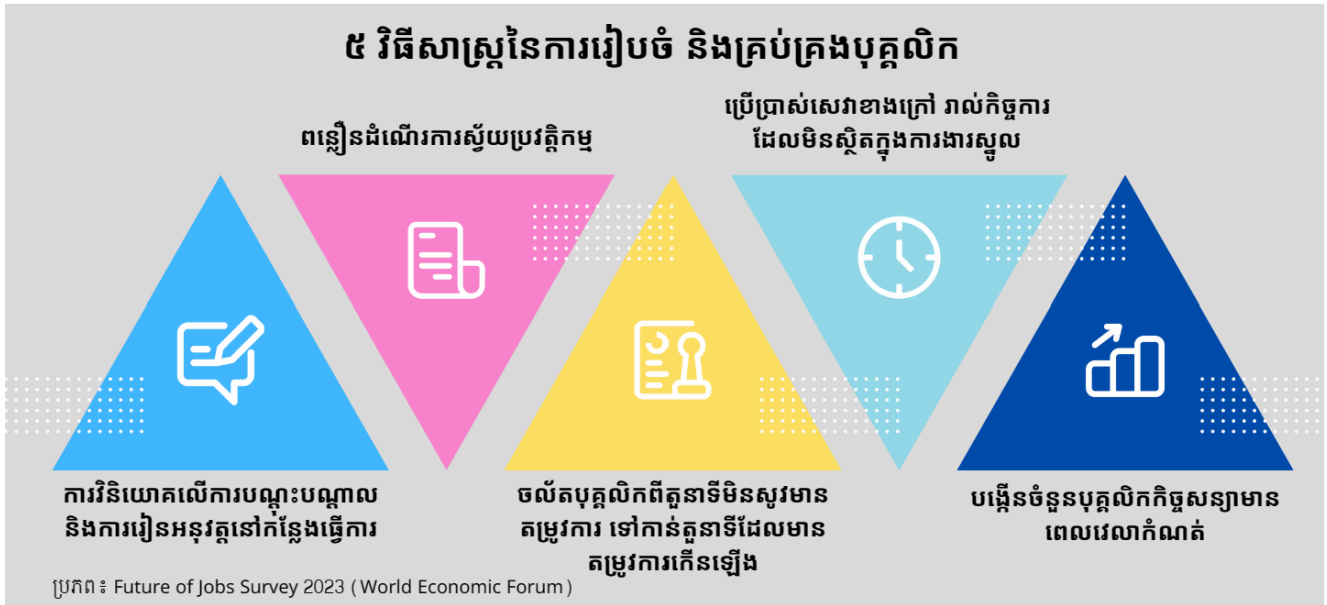 ៥ វិធីសាស្ត្រនៃការរៀបចំ និងគ្រប់គ្រងបុគ្គលិក
ពន្លឿនដំណើរការស្វ័យប្រវត្តិកម្ម
ប្រើប្រាស់សេវាខាងក្រៅ រាល់កិច្ចការ
ដែលមិនស្ថិតក្នុងការងារស្នូល
ការវិនិយោគលើការបណ្តុះបណ្តាល
និងការរៀនអនុវត្តនៅកន្លែងធ្វើការ
ចល័តបុគ្គលិកពីតួនាទីមិនសូវមាន
តម្រូវការ ទៅកាន់តួនាទីដែលមាន
តម្រូវការកើនឡើង
បង្កើនចំនួនបុគ្គលិកកិច្ចសន្យាមាន
ពេលវេលាកំណត់
ប្រភព៖ Future of Jobs Survey 2023 (World Economic Forum)